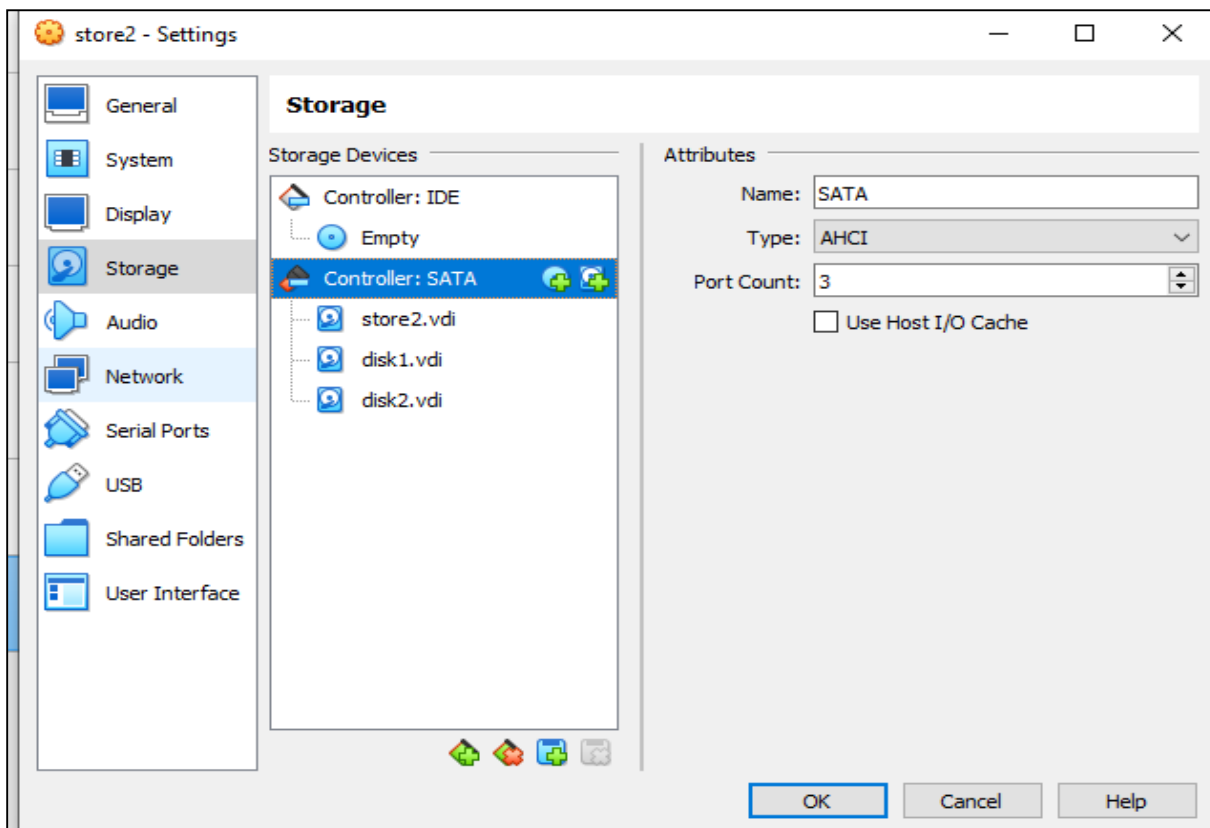 store2 - Settings
General
System
Display
Storage
Audio
Network
Serial Ports
USB
Shared Folders
User Interface
Storage
Storage Devices
Controller: IDE
Empty
Controller: SATA
store2.vdi
disk1.vdi
disk2.vdi
Attributes
Name: SATA
Type: AHCI
Port Count: 3
Use Host I/O Cache
OK Cancel Help